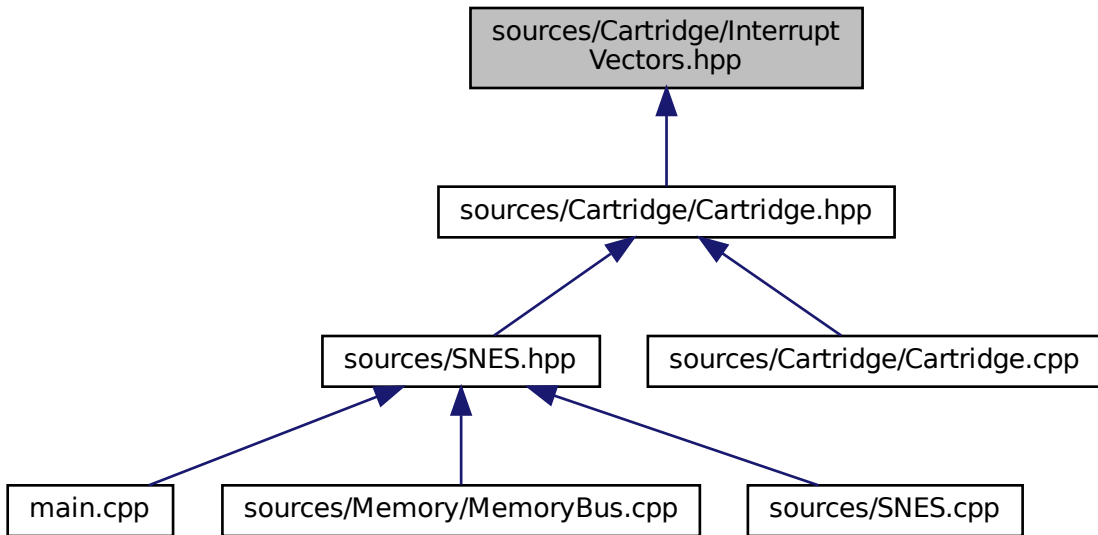 sources/Cartridge/Interrupt
Vectors.hpp
sources/Cartridge/Cartridge.hpp
sources/SNES.hpp
sources/Cartridge/Cartridge.cpp
main.cpp
sources/Memory/MemoryBus.cpp
sources/SNES.cpp